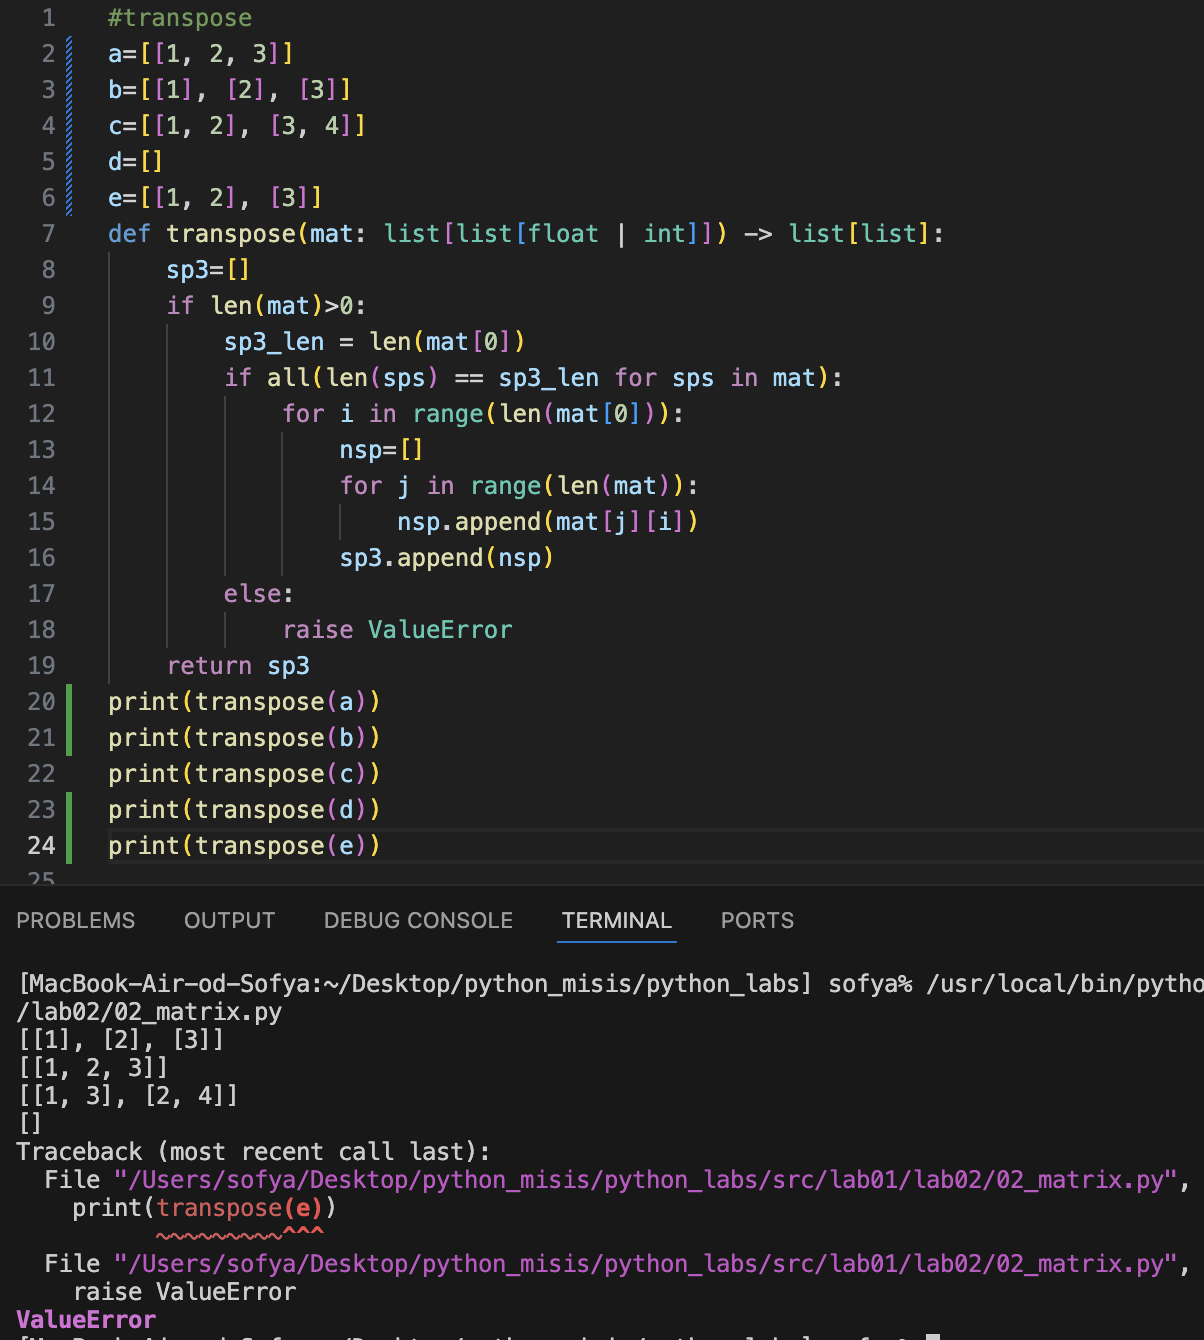 1 #transpose
2 a=[[1, 2, 3]]
3 b=[[1], [2], [3]]
4 c=[[1, 2], [3, 4]]
5 d=[]
6 e=[[1, 2], [3]]
7 def transpose(mat: list[list[float | int]]) -> list[list]:
8     sp3=[]
9     if len(mat)>0:
10         sp3_len = len(mat[0])
11         if all(len(sps) == sp3_len for sps in mat):
12             for i in range(len(mat[0])):
13                 nsp=[]
14                 for j in range(len(mat)):
15                     nsp.append(mat[j][i])
16                 sp3.append(nsp)
17         else:
18             raise ValueError
19     return sp3
20 print(transpose(a))
21 print(transpose(b))
22 print(transpose(c))
23 print(transpose(d))
24 print(transpose(e))
25
PROBLEMS OUTPUT DEBUG CONSOLE TERMINAL PORTS
[MacBook-Air-od-Sofya:~/Desktop/python_misis/python_labs] sofya% /usr/local/bin/pytho
/lab02/02_matrix.py
[[1], [2], [3]]
[[1, 2, 3]]
[[1, 3], [2, 4]]
[]
Traceback (most recent call last):
  File "/Users/sofya/Desktop/python_misis/python_labs/src/lab01/lab02/02_matrix.py",
    print(transpose(e))
          ~~~~~~~~~^^^
  File "/Users/sofya/Desktop/python_misis/python_labs/src/lab01/lab02/02_matrix.py",
    raise ValueError
ValueError